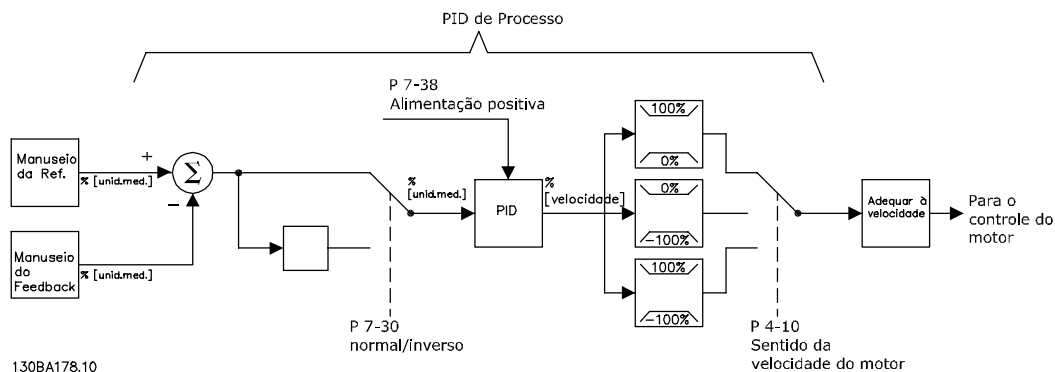 PID de Processo
P 7-38
Alimentação positiva
Manuseio
da Ref.
+
% [unid.med.]
Σ
−
Manuseio
do
Feedback
% [unid.med.]
%
[unid.med.]
PID
%
[velocidade]
100%
0%
0%
−100%
100%
−100%
Adequar à
velocidade
Para o
controle do
motor
P 7-30
normal/inverso
P 4-10
Sentido da
velocidade do motor
130BA178.10